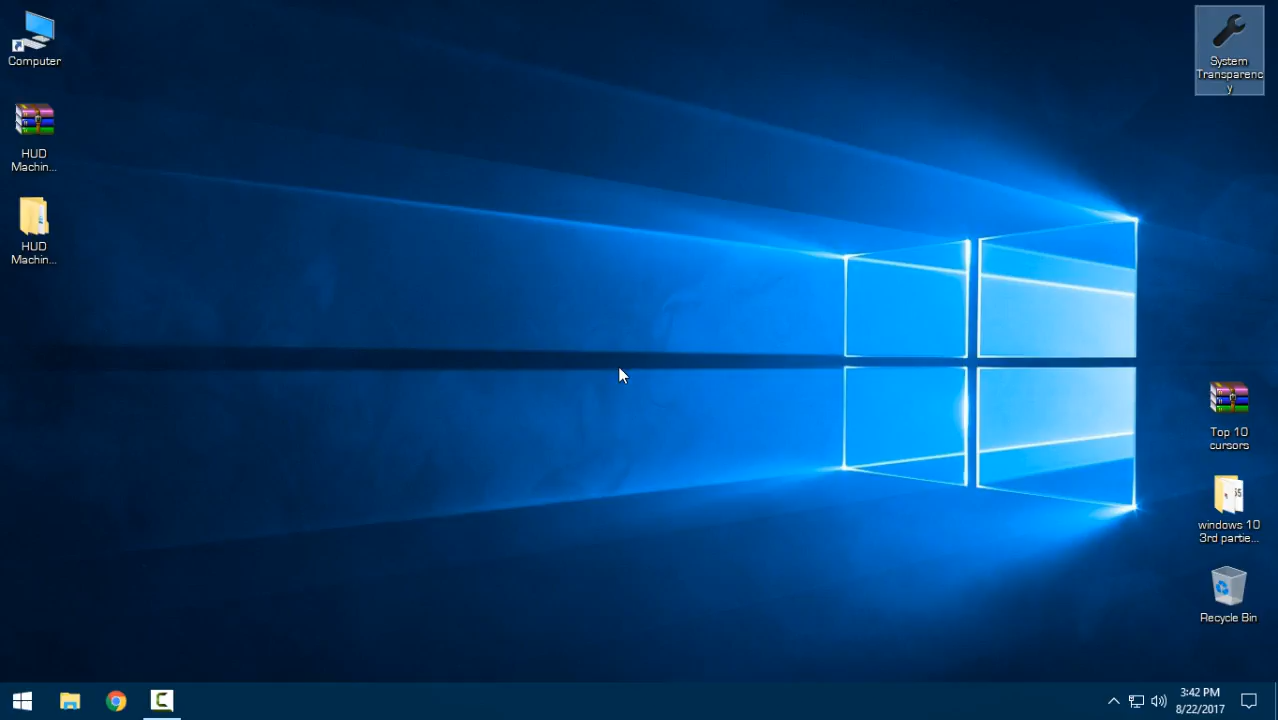 Computer
HUD
Machin...
HUD
Machin...
System
Transparenc
y
Top 10
cursors
windows 10
3rd partie...
Recycle Bin
3:42 PM
8/22/2017